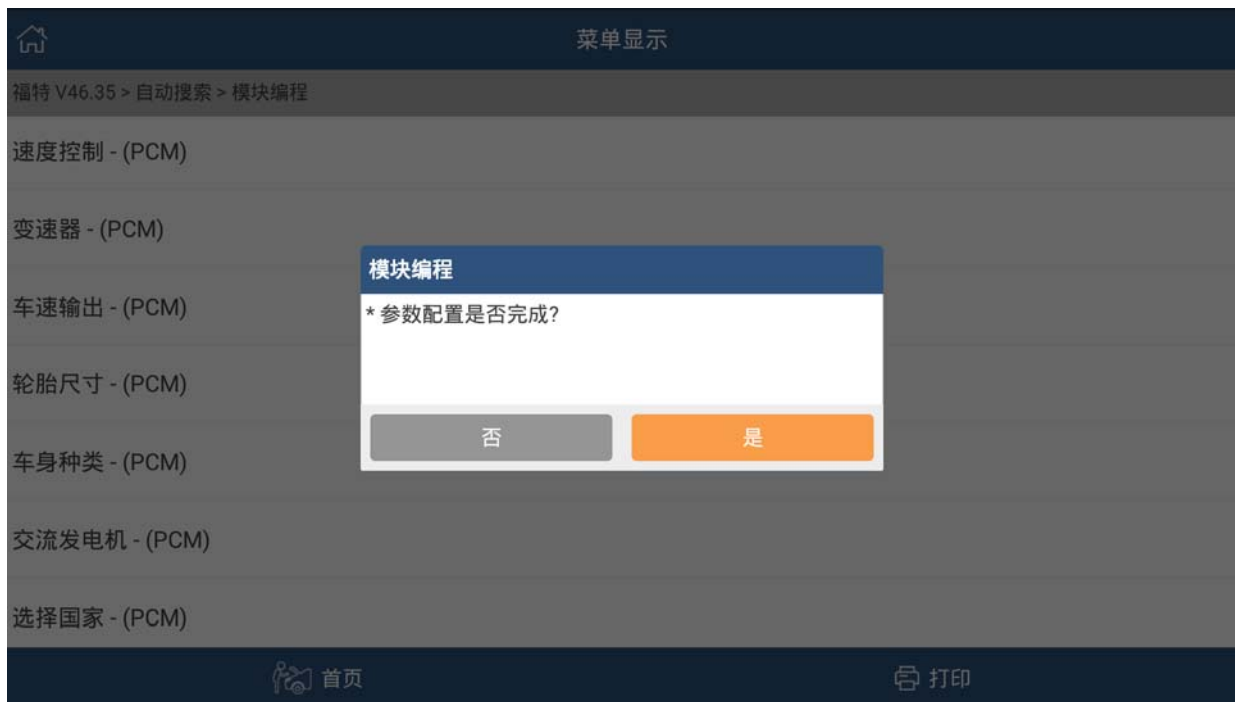 菜单显示
福特 V46.35 > 自动搜索 > 模块编程
速度控制 - (PCM)
变速器 - (PCM)
车速输出 - (PCM)
轮胎尺寸 - (PCM)
车身种类 - (PCM)
交流发电机 - (PCM)
选择国家 - (PCM)
模块编程
* 参数配置是否完成?
否
是
首页
打印